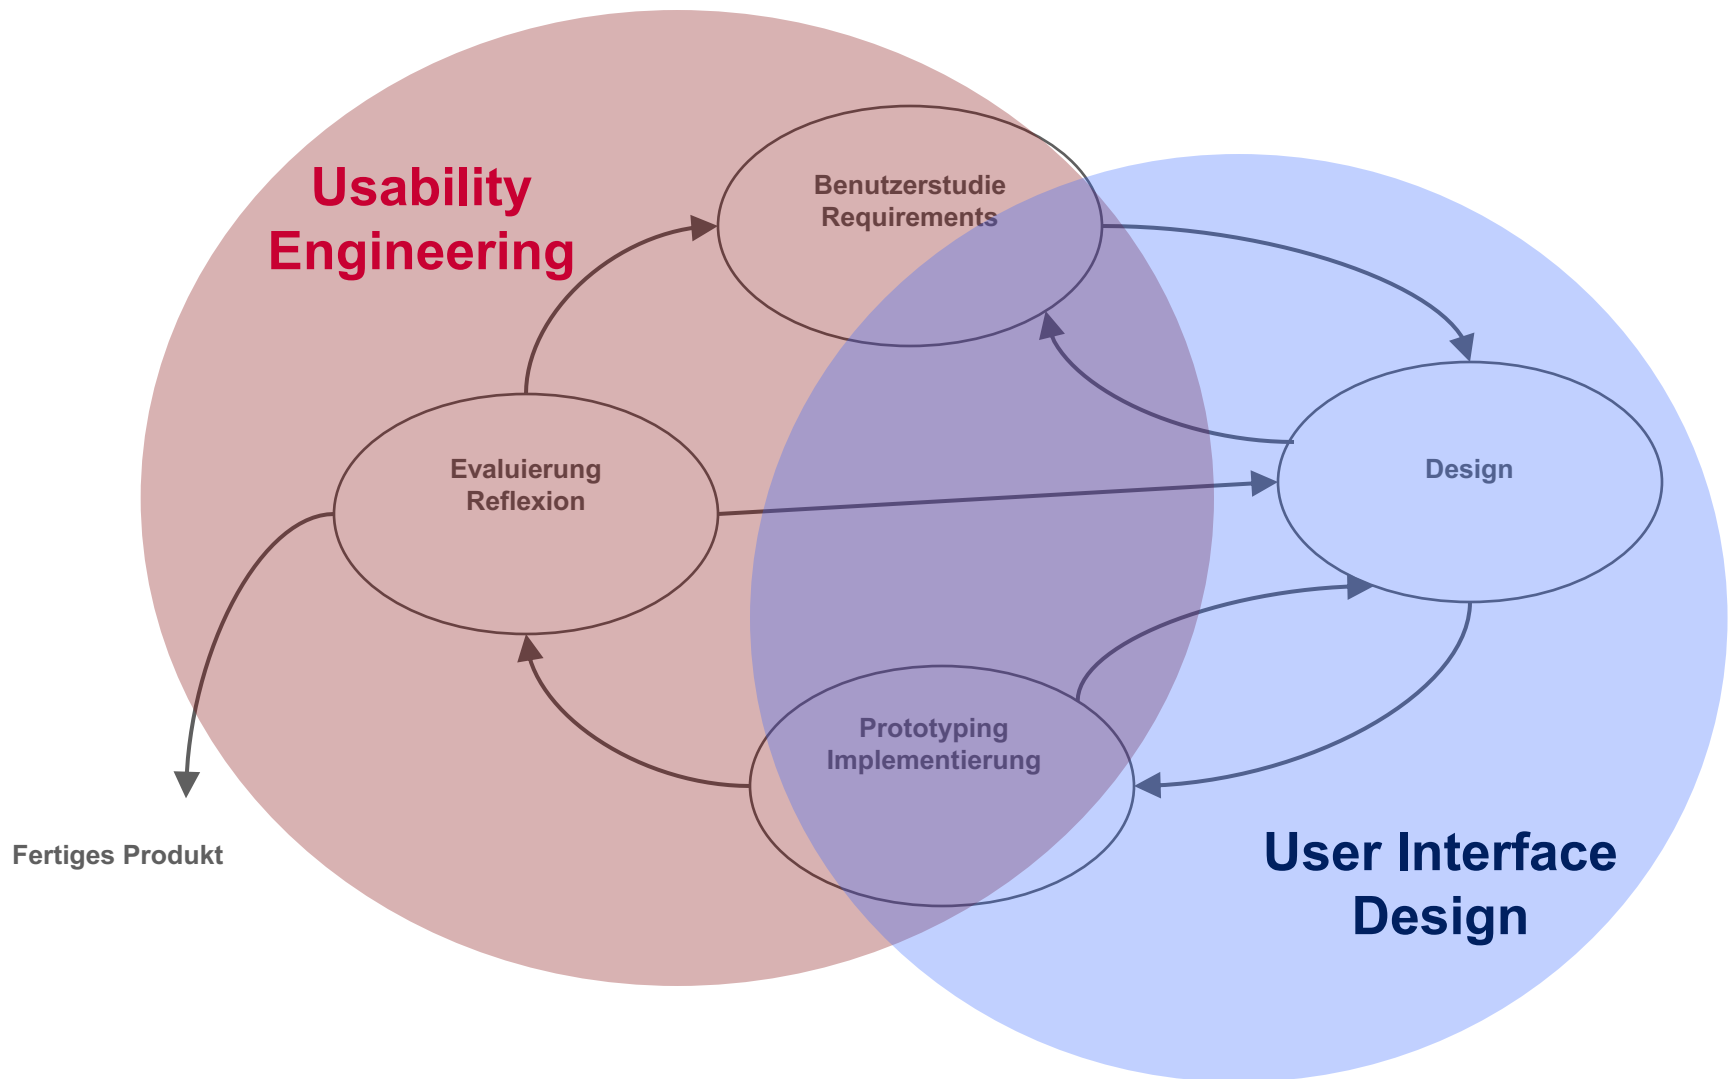 Usability
Engineering
Benutzerstudie
Requirements
Evaluierung
Reflexion
Design
Prototyping
Implementierung
Fertiges Produkt
User Interface
Design